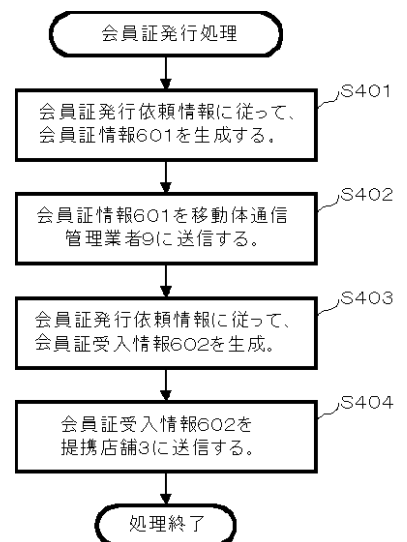 会員証発行処理
S401
会員証発行依頼情報に従って、
会員証情報601を生成する。
S402
会員証情報601を移動体通信
管理業者9に送信する。
S403
会員証発行依頼情報に従って、
会員証受入情報602を生成。
S404
会員証受入情報602を
提携店舗3に送信する。
処理終了